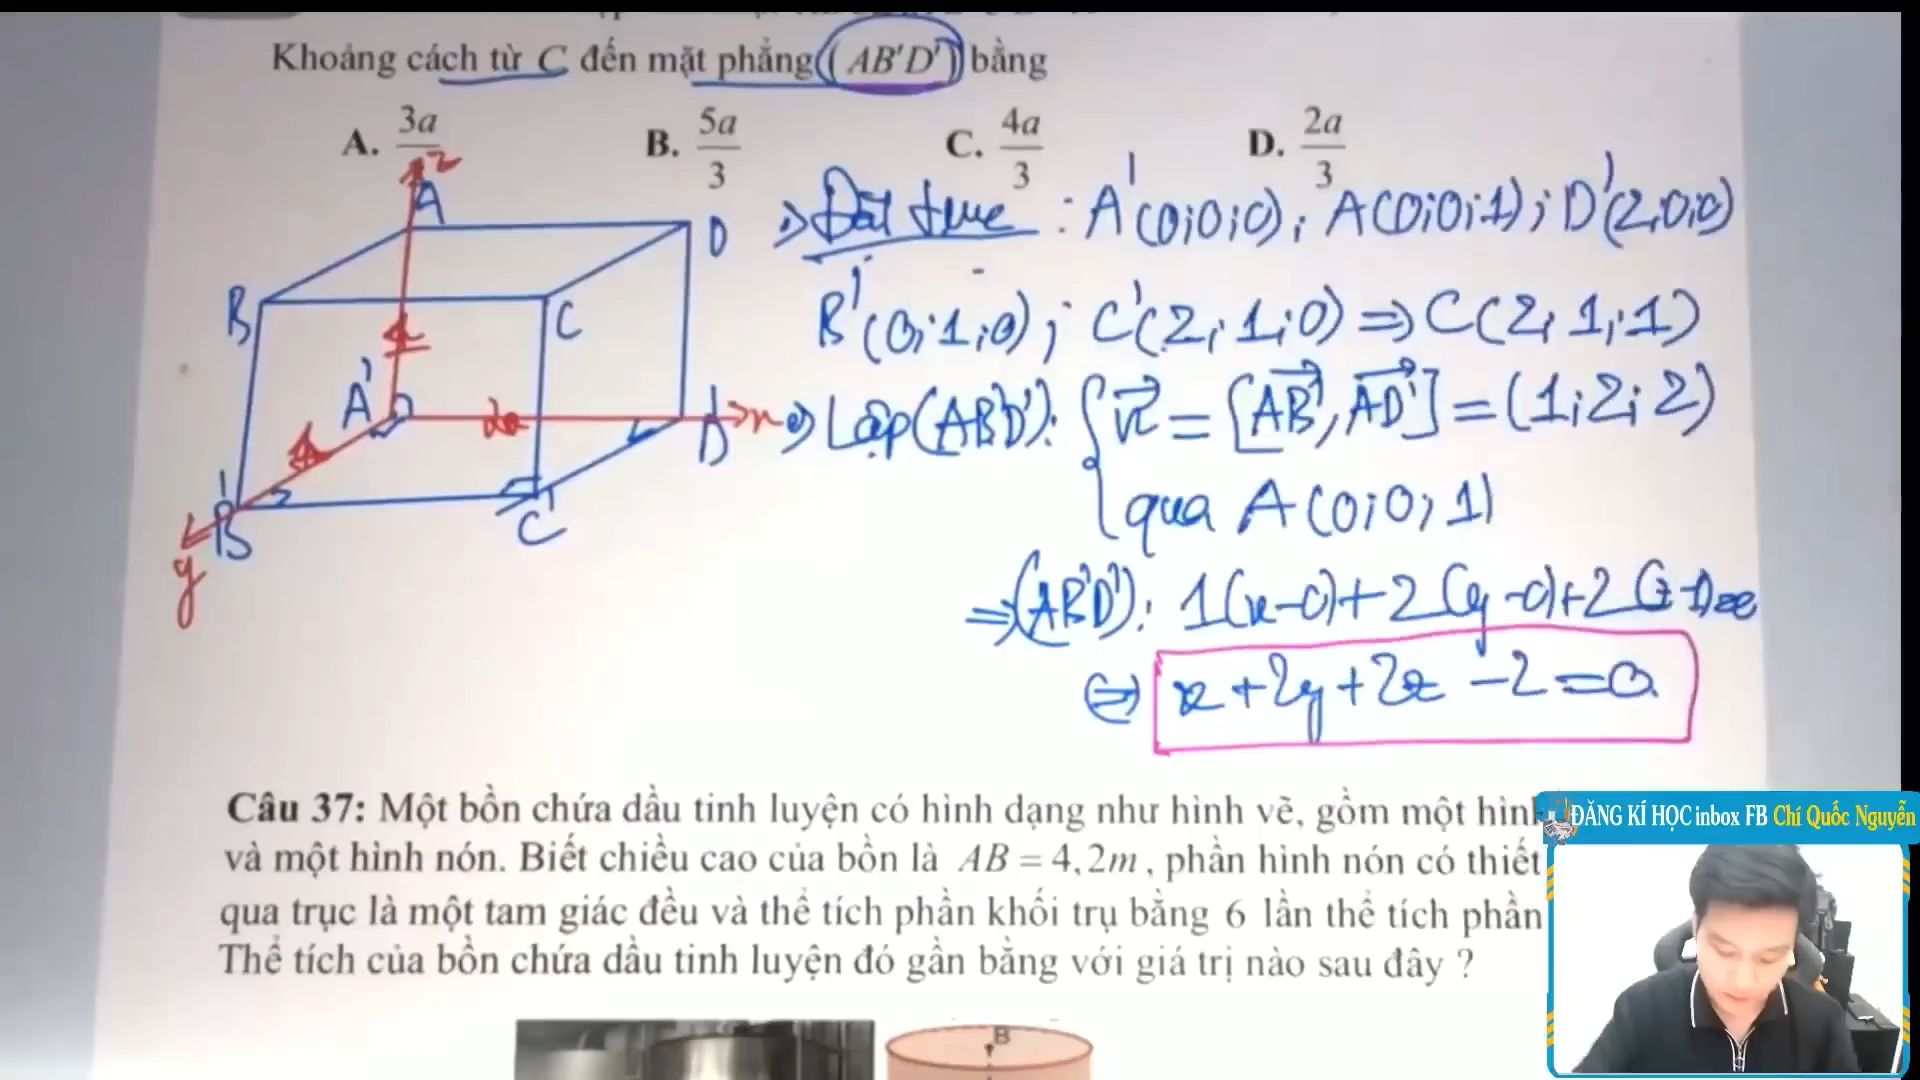 Khoảng cách từ C đến mặt phẳng (AB'D') bằng
A. 3a
B. 5a/3
C. 4a/3
D. 2a/3
z
A
D
B
C
A'
a
2a
a
D'
x
B'
C'
y
=> Đặt trục : A'(0;0;0); A(0;0;1); D'(2;0;0)
B'(0;1;0); C'(2;1;0) => C(2;1;1)
=> Lập (AB'D'): { n = [AB', AD'] = (1;2;2)
qua A(0;0;1)
=> (AB'D'): 1(x-0)+2(y-0)+2(z-1)=0
⇔ x+2y+2z-2=0
Câu 37: Một bồn chứa dầu tinh luyện có hình dạng như hình vẽ, gồm một hình
và một hình nón. Biết chiều cao của bồn là AB = 4,2m, phần hình nón có thiết
qua trục là một tam giác đều và thể tích phần khối trụ bằng 6 lần thể tích phần
Thể tích của bồn chứa dầu tinh luyện đó gần bằng với giá trị nào sau đây ?
B
ĐĂNG KÍ HỌC inbox FB Chí Quốc Nguyễn